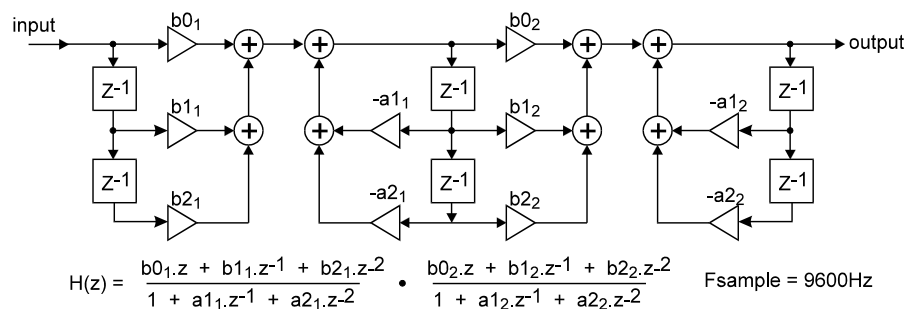 input
b0₁
b0₂
output
z⁻¹
b1₁
-a1₁
z⁻¹
b1₂
-a1₂
z⁻¹
z⁻¹
b2₁
-a2₁
z⁻¹
b2₂
-a2₂
z⁻¹
H(z) = b0₁.z + b1₁.z⁻¹ + b2₁.z⁻² • b0₂.z + b1₂.z⁻¹ + b2₂.z⁻² Fsample = 9600Hz
1 + a1₁.z⁻¹ + a2₁.z⁻² 1 + a1₂.z⁻¹ + a2₂.z⁻²